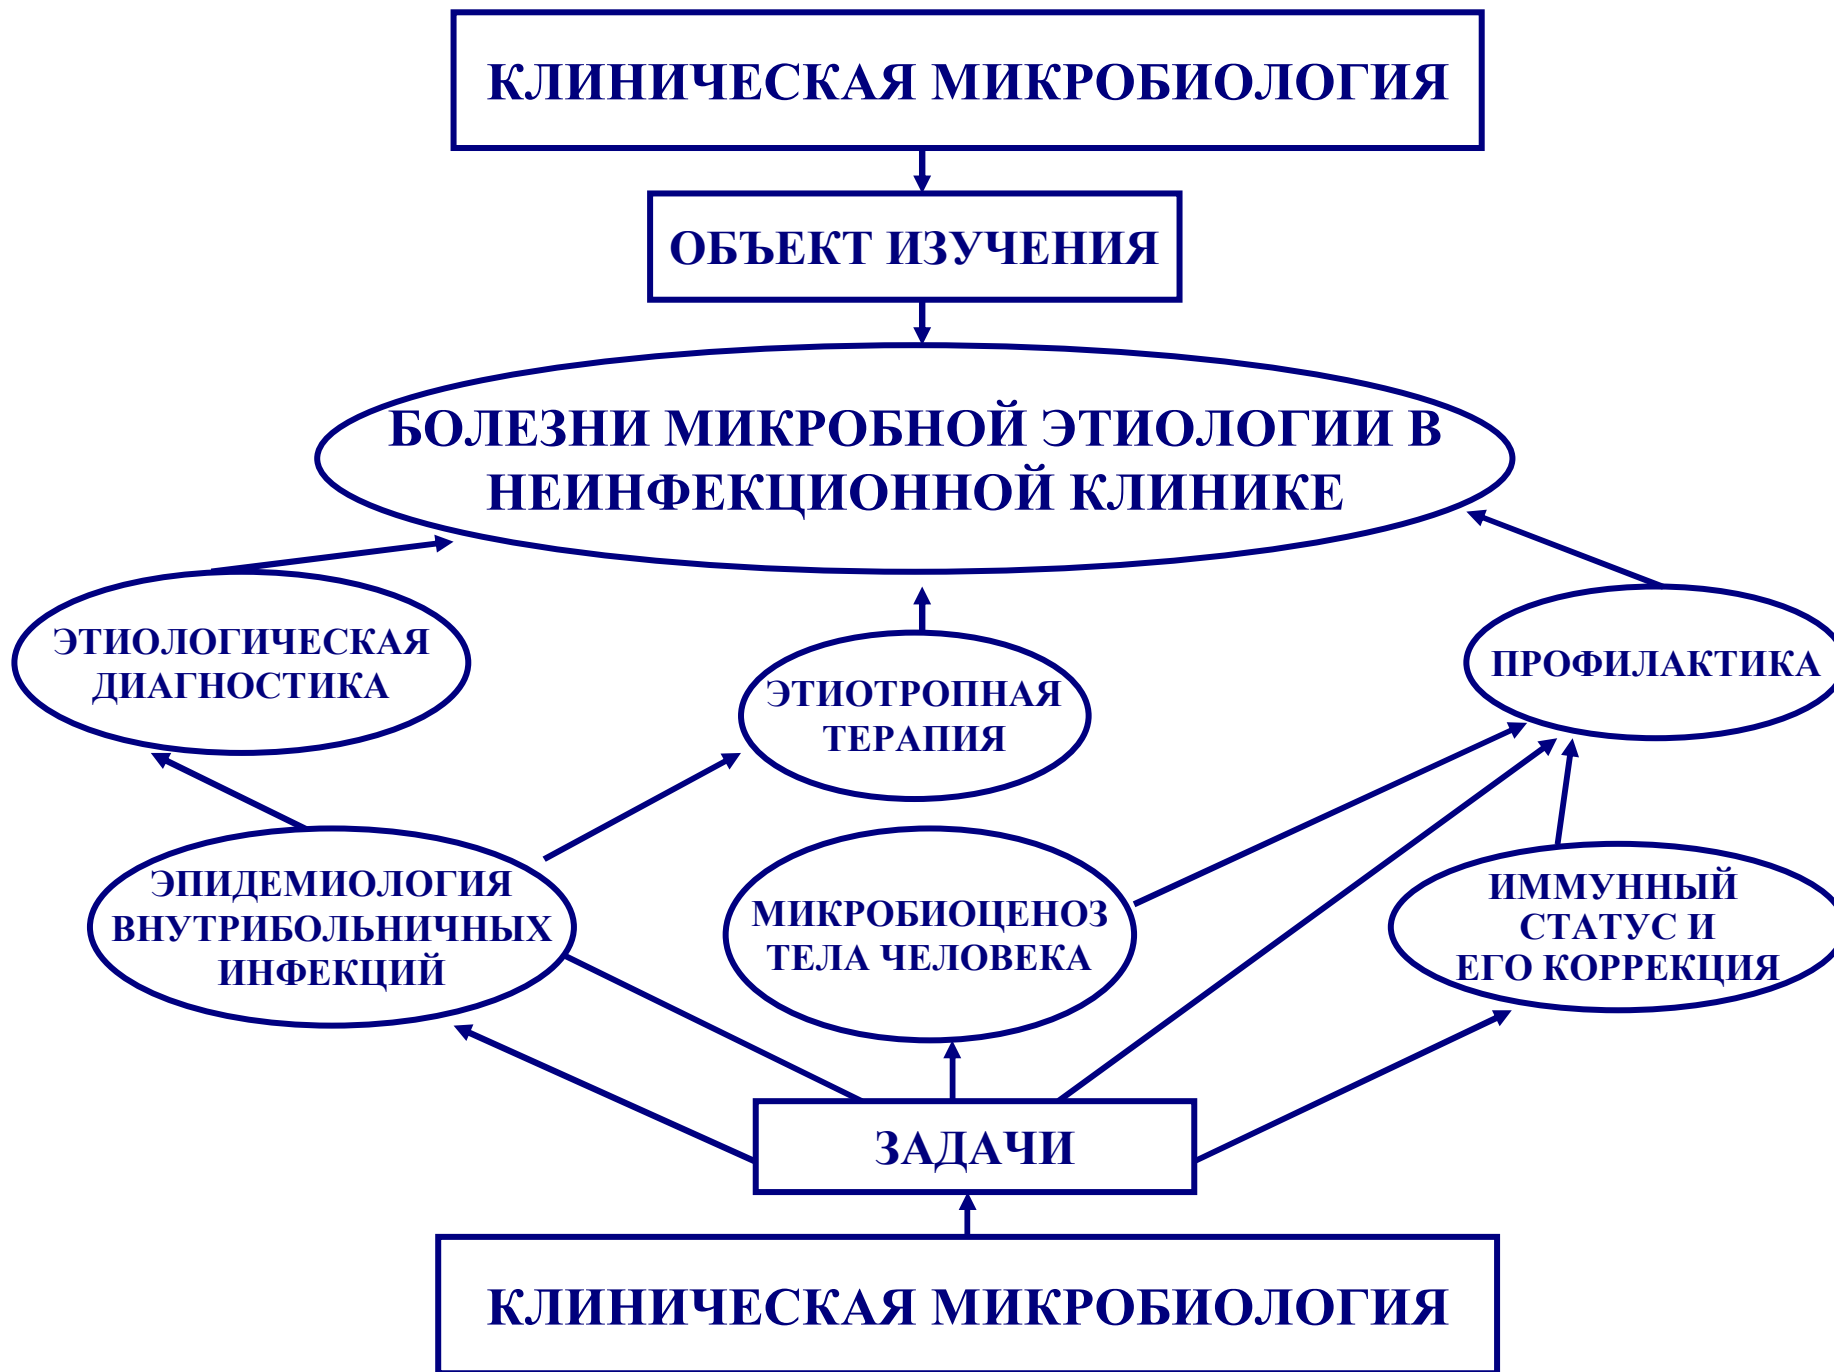 КЛИНИЧЕСКАЯ МИКРОБИОЛОГИЯ
ОБЪЕКТ ИЗУЧЕНИЯ
БОЛЕЗНИ МИКРОБНОЙ ЭТИОЛОГИИ В
НЕИНФЕКЦИОННОЙ КЛИНИКЕ
ЭТИОЛОГИЧЕСКАЯ
ДИАГНОСТИКА
ЭТИОТРОПНАЯ
ТЕРАПИЯ
ПРОФИЛАКТИКА
ЭПИДЕМИОЛОГИЯ
ВНУТРИБОЛЬНИЧНЫХ
ИНФЕКЦИЙ
МИКРОБИОЦЕНОЗ
ТЕЛА ЧЕЛОВЕКА
ИММУННЫЙ
СТАТУС И
ЕГО КОРРЕКЦИЯ
ЗАДАЧИ
КЛИНИЧЕСКАЯ МИКРОБИОЛОГИЯ